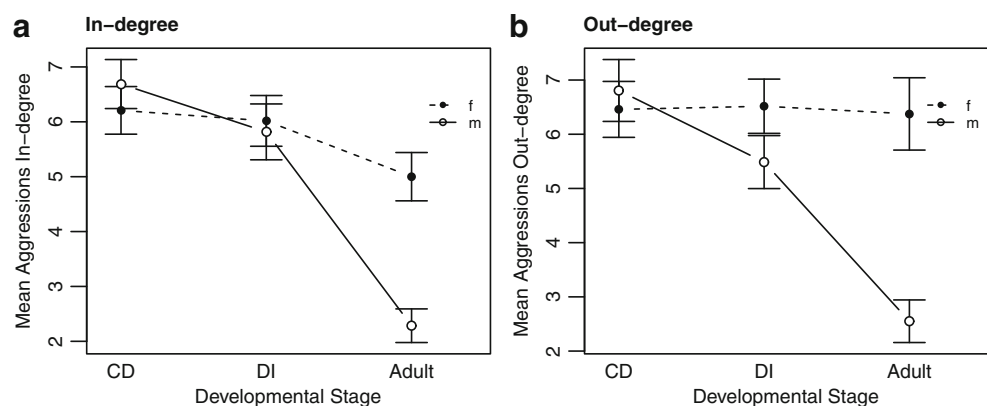 a In-degree
Mean Aggressions In-degree
7
6
5
4
3
2
f
m
CD DI Adult
Developmental Stage
b Out-degree
Mean Aggressions Out-degree
7
6
5
4
3
2
f
m
CD DI Adult
Developmental Stage